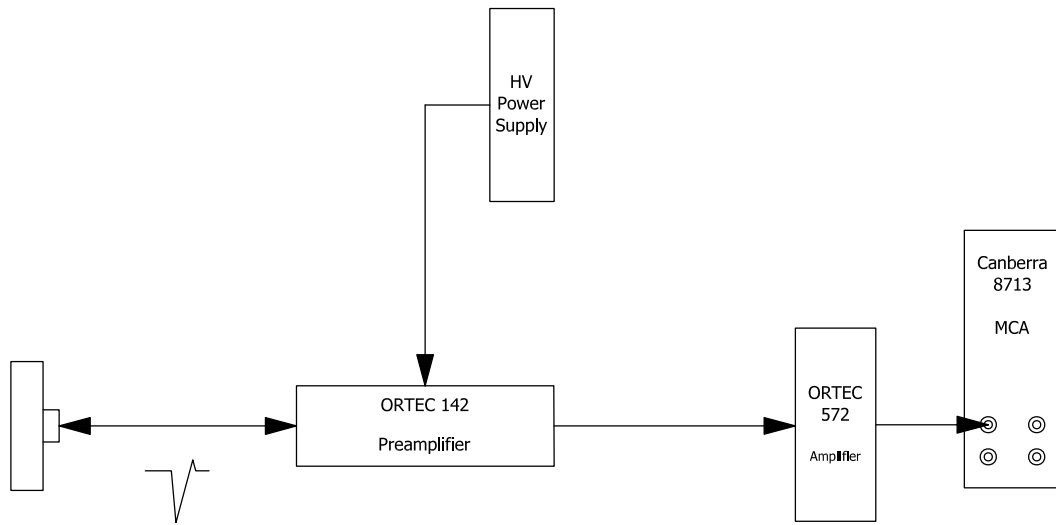 HV
Power
Supply
Canberra
8713
MCA
ORTEC 142
Preamplifier
ORTEC
572
Amplifier